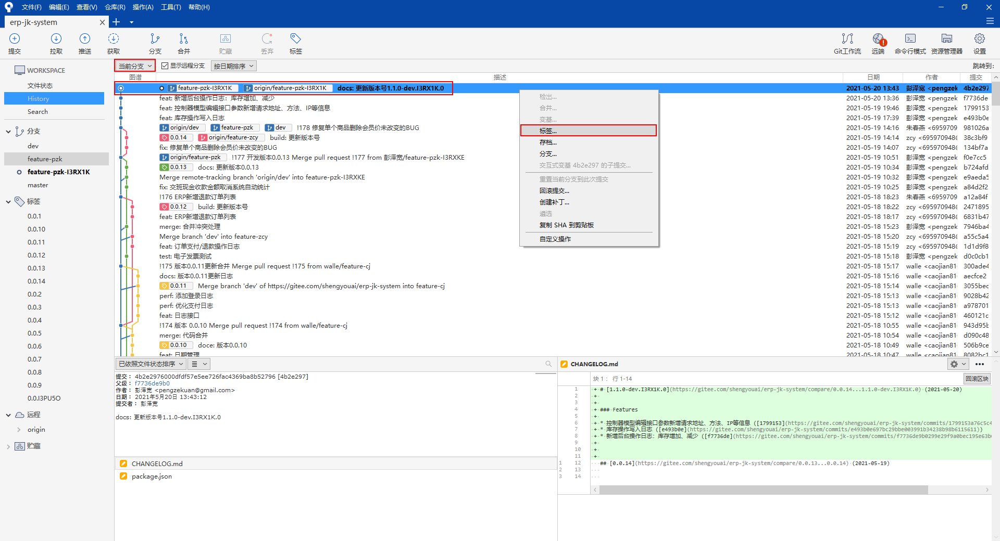 文件(F) 编辑(E) 查看(V) 仓库(R) 操作(A) 工具(T) 帮助(H)
erp-jk-system
提交 拉取 推送 获取 分支 合并 贮藏 丢弃 标签 Git工作流 远端 命令行模式 资源管理器 设置
WORKSPACE
文件状态
History
Search
分支
dev
feature-pzk
feature-pzk-I3RX1K
master
标签
0.0.1
0.0.10
0.0.11
0.0.12
0.0.13
0.0.14
0.0.2
0.0.3
0.0.4
0.0.5
0.0.6
0.0.7
0.0.8
0.0.9
0.0.I3PU5O
远程
origin
贮藏
当前分支 显示远程分支 按日期排序 跳转到:
图谱 描述 日期 作者 提交
feature-pzk-I3RX1K origin/feature-pzk-I3RX1K docs: 更新版本号1.1.0-dev.I3RX1K.0 2021-05-20 13:43 彭泽宽 <pengzek 4b2e297
feat: 新增后台操作日志：库存增加、减少 2021-05-20 13:36 彭泽宽 <pengzek f7736de
feat: 控制器模型编辑接口参数新增请求地址、方法、IP等信息 2021-05-19 19:46 彭泽宽 <pengzek 1799153
feat: 库存操作写入日志 2021-05-19 17:39 彭泽宽 <pengzek e493b0e
origin/dev feature-pzk dev !178 修复单个商品删除会员价未改变的BUG 2021-05-19 14:16 朱春燕 <6959709 981026a
0.0.14 origin/feature-zcy build: 更新版本号 2021-05-19 14:14 zcy <695970948@ 38c3bf9
fix: 修复单个商品删除会员价未改变的BUG 2021-05-19 14:07 zcy <695970948@ 134bf7a
origin/feature-pzk !177 开发版本0.0.13 Merge pull request !177 from 彭泽宽/feature-pzk-I3RXKE 2021-05-19 10:51 彭泽宽 <pengzek f0e7cc5
0.0.13 docs: 更新版本0.0.13 2021-05-19 10:34 彭泽宽 <pengzek b724afd
Merge remote-tracking branch 'origin/dev' into feature-pzk-I3RXKE 2021-05-19 10:32 彭泽宽 <pengzek e9aeda5
fix: 交班现金收款金额取消系统自动统计 2021-05-19 10:25 彭泽宽 <pengzek a84d2f2
!176 ERP新增退款订单列表 2021-05-18 18:23 朱春燕 <6959709 a12a84f
0.0.12 build: 更新版本号 2021-05-18 18:22 zcy <695970948@ 2471895
feat: ERP新增退款订单列表 2021-05-18 18:17 zcy <695970948@ 6831b47
merge: 合并冲突处理 2021-05-18 15:23 彭泽宽 <pengzek 7946ba4
Merge branch 'dev' into feature-zcy 2021-05-18 15:20 zcy <695970948@ a55c5a4
feat: 订单支付/退款操作日志 2021-05-18 15:19 zcy <695970948@ 1d1d9f8
test: 电子发票测试 2021-05-18 15:18 彭泽宽 <pengzek d0c0cb1
!175 版本0.0.11更新合并 Merge pull request !175 from walle/feature-cj 2021-05-18 15:17 walle <caojian81 300ade4
docs: 版本0.0.11更新日志 2021-05-18 15:16 walle <caojian81 aecfce2
0.0.11 Merge branch 'dev' of https://gitee.com/shengyouai/erp-jk-system into feature-cj 2021-05-18 15:14 walle <caojian81 3055bec
perf: 添加登录日志 2021-05-18 15:13 walle <caojian81 9028b42
perf: 优化支付日志 2021-05-18 15:13 walle <caojian81 a978701
feat: 日志接口 2021-05-18 15:12 walle <caojian81 460121c
!174 版本 0.0.10 Merge pull request !174 from walle/feature-cj 2021-05-18 10:55 walle <caojian81 943d95b
merge: 代码合并 2021-05-18 10:54 walle <caojian81 d090c48
0.0.10 doce: 版本0.0.10 2021-05-18 10:49 walle <caojian81 506b9ce
feat: 日期管理 2021-05-18 10:47 walle <caojian81 8082bc1
检出...
合并...
变基...
标签...
存档...
分支...
交互式变基 4b2e297 的子提交...
重置当前分支到此次提交
回滚提交...
创建补丁...
遴选
复制 SHA 到剪贴板
自定义操作
已依照文件状态排序
提交： 4b2e2976000dfdf57e5ee726fac4369ba8b52796 [4b2e297]
父级： f7736de9b0
作者： 彭泽宽 <pengzekuan@gmail.com>
日期： 2021年5月20日 13:43:12
提交者： 彭泽宽
docs: 更新版本号1.1.0-dev.I3RX1K.0
CHANGELOG.md
package.json
CHANGELOG.md
块 1： 行 1-14 回滚区块
1 + # [1.1.0-dev.I3RX1K.0](https://gitee.com/shengyouai/erp-jk-system/compare/0.0.14...1.1.0-dev.I3RX1K.0) (2021-05-20)
2 +
3 +
4 + ### Features
5 +
6 + * 控制器模型编辑接口参数新增请求地址、方法、IP等信息 ([1799153](https://gitee.com/shengyouai/erp-jk-system/commits/1799153a76c5c4
7 + * 库存操作写入日志 ([e493b0e](https://gitee.com/shengyouai/erp-jk-system/commits/e493b0e697bc29bbe003991b34238b98b6115611))
8 + * 新增后台操作日志：库存增加、减少 ([f7736de](https://gitee.com/shengyouai/erp-jk-system/commits/f7736de9b0299e29f9a0bec195e63b
9 +
10 +
11 +
1 12 ## [0.0.14](https://gitee.com/shengyouai/erp-jk-system/compare/0.0.13...0.0.14) (2021-05-19)
2 13
3 14